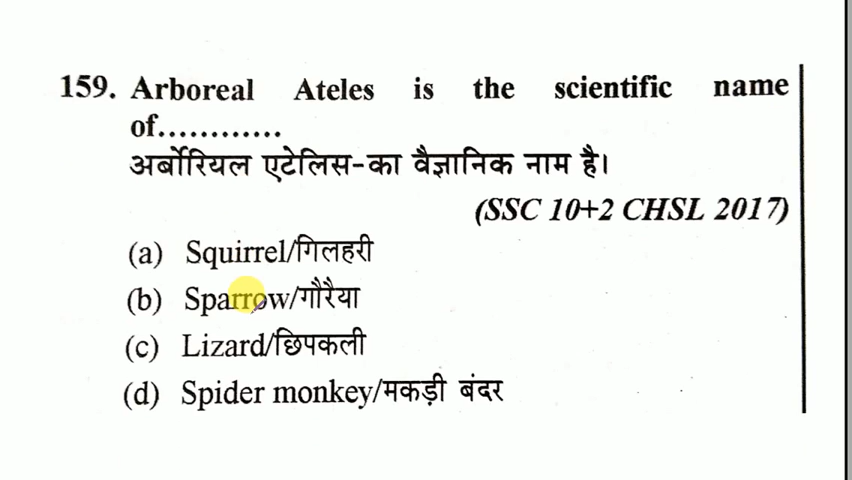 159. Arboreal Ateles is the scientific name
of............
अर्बोरियल एटेलिस-का वैज्ञानिक नाम है।
(SSC 10+2 CHSL 2017)
(a) Squirrel/गिलहरी
(b) Sparrow/गौरैया
(c) Lizard/छिपकली
(d) Spider monkey/मकड़ी बंदर